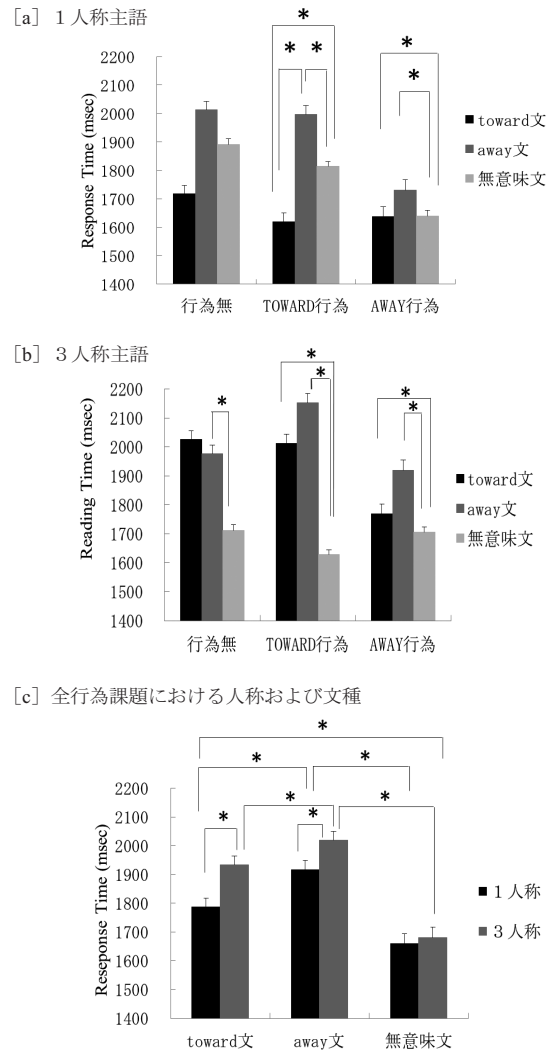 [a] 1人称主語
Response Time (msec)
2200
2100
2000
1900
1800
1700
1600
1500
1400
*
* *
*
*
行為無 TOWARD行為 AWAY行為
toward文
away文
無意味文
[b] 3人称主語
Reading Time (msec)
2200
2100
2000
1900
1800
1700
1600
1500
1400
*
*
*
*
*
行為無 TOWARD行為 AWAY行為
toward文
away文
無意味文
[c] 全行為課題における人称および文種
Reseponse Time (msec)
2200
2100
2000
1900
1800
1700
1600
1500
1400
*
* *
* *
* *
toward文 away文 無意味文
1人称
3人称